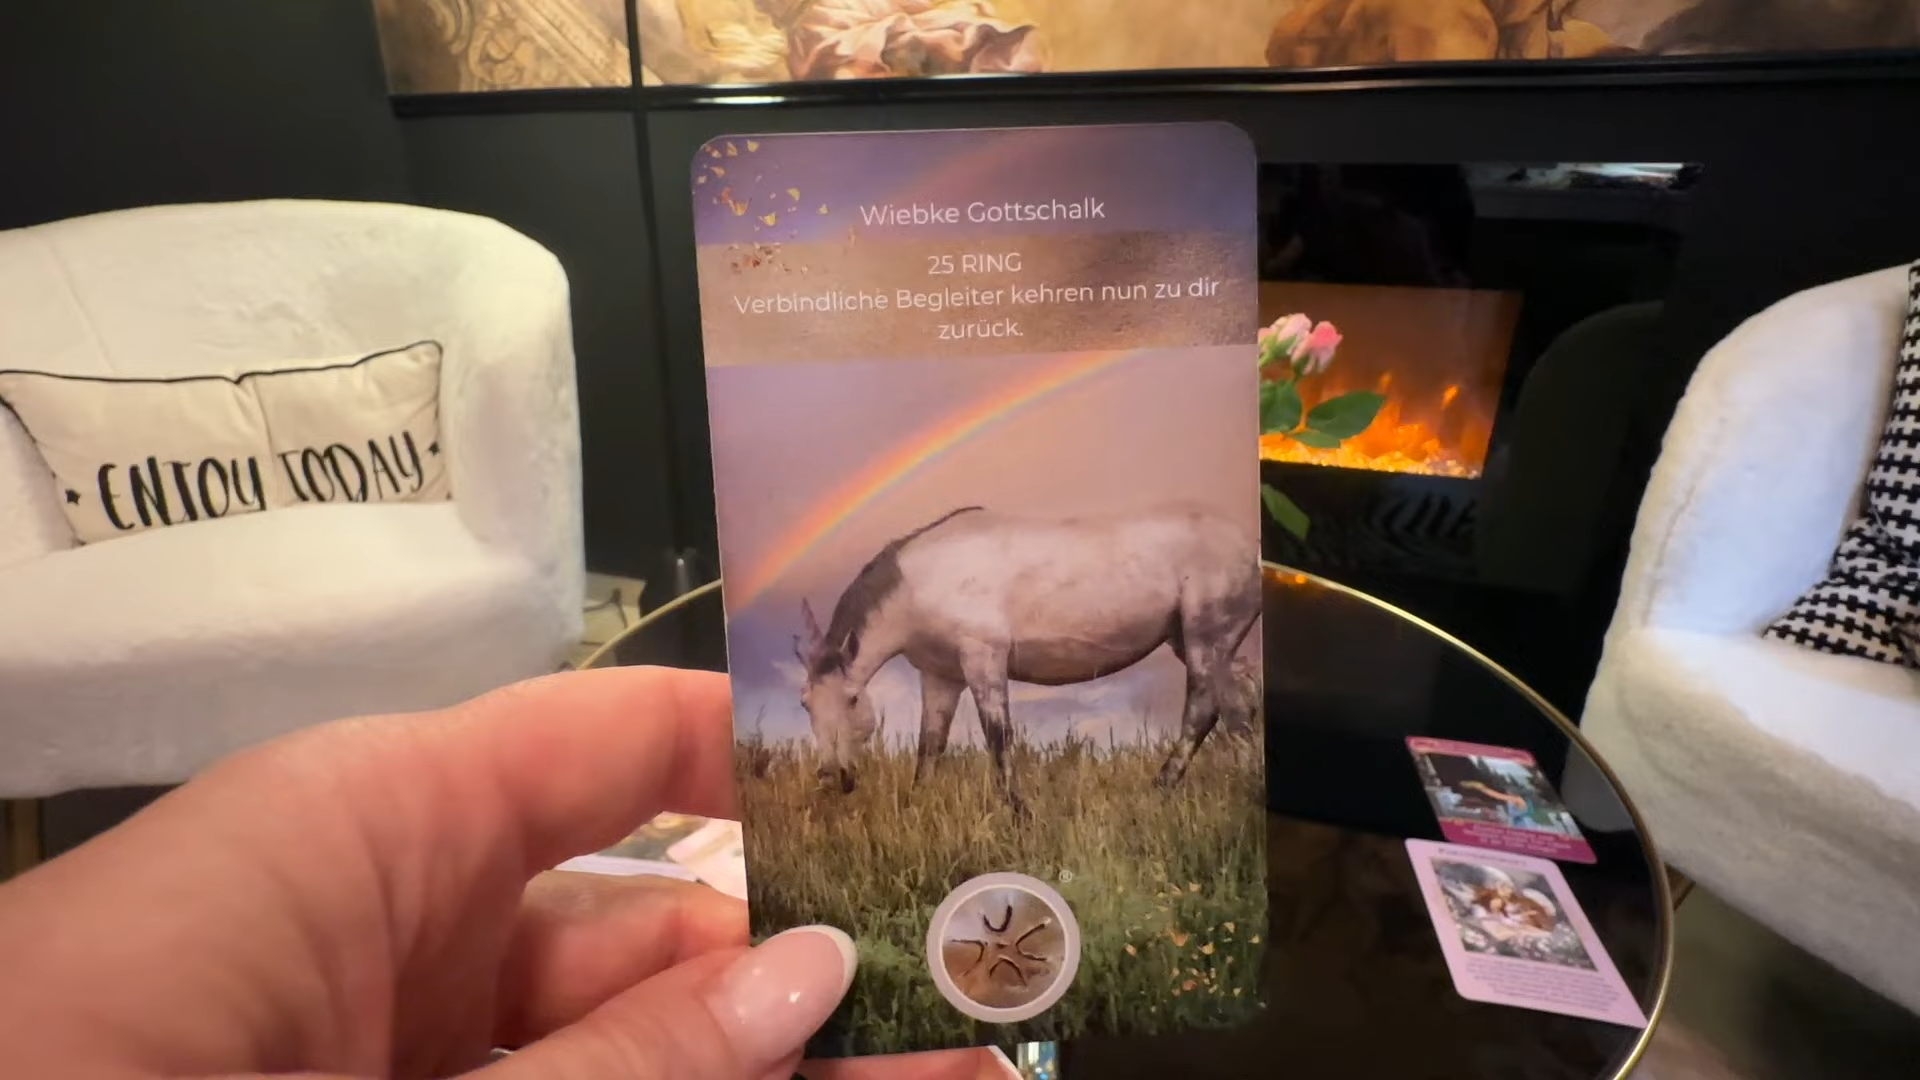 Wiebke Gottschalk
25 RING
Verbindliche Begleiter kehren nun zu dir
zurück.
®
ENJOY TODAY